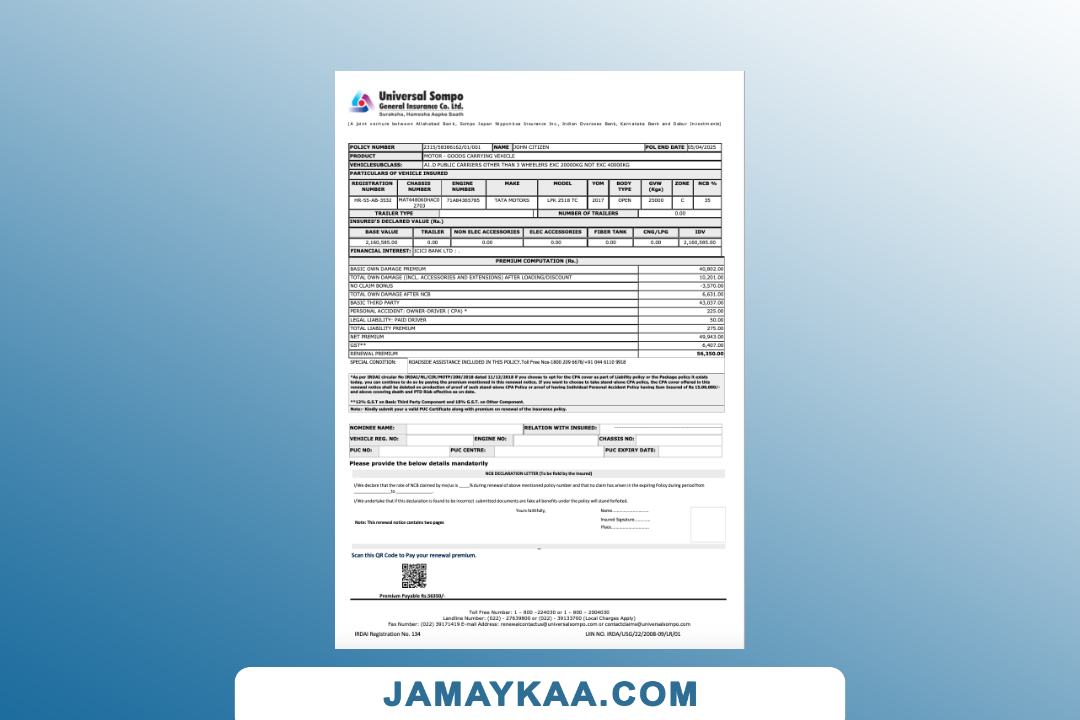 Universal Sompo
General Insurance Co. Ltd.
Suraksha, Hamesha Aapke Saath
(A joint venture between Allahabad Bank, Sompo Japan Nipponkoa Insurance Inc, Indian Overseas Bank, Karnataka Bank and Dabur Investments)
POLICY NUMBER 2315/58386162/01/001 NAME JOHN CITIZEN POL END DATE 05/04/2025
PRODUCT MOTOR - GOODS CARRYING VEHICLE
VEHICLESUBCLASS: A1.D PUBLIC CARRIERS OTHER THAN 3 WHEELERS EXC 20000KG NOT EXC 40000KG
PARTICULARS OF VEHICLE INSURED
REGISTRATION NUMBER CHASSIS NUMBER ENGINE NUMBER MAKE MODEL YOM BODY TYPE GVW (Kgs) ZONE NCB %
HR-55-AB-3532 MAT448060HAC0 2703 71A84365785 TATA MOTORS LPK 2518 TC 2017 OPEN 25000 C 35
TRAILER TYPE NUMBER OF TRAILERS 0.00
INSURED'S DECLARED VALUE (Rs.)
BASE VALUE TRAILER NON ELEC ACCESSORIES ELEC ACCESSORIES FIBER TANK CNG/LPG IDV
2,160,595.00 0.00 0.00 0.00 0.00 0.00 2,160,595.00
FINANCIAL INTEREST: ICICI BANK LTD : .
PREMIUM COMPUTATION (Rs.)
BASIC OWN DAMAGE PREMIUM 40,802.00
TOTAL OWN DAMAGE (INCL. ACCESSORIES AND EXTENSIONS) AFTER LOADING/DISCOUNT 10,201.00
NO CLAIM BONUS -3,570.00
TOTAL OWN DAMAGE AFTER NCB 6,631.00
BASIC THIRD PARTY 43,037.00
PERSONAL ACCIDENT: OWNER-DRIVER ( CPA) * 225.00
LEGAL LIABILITY: PAID DRIVER 50.00
TOTAL LIABILITY PREMIUM 275.00
NET PREMIUM 49,943.00
GST** 6,407.00
RENEWAL PREMIUM 56,350.00
SPECIAL CONDITION: ROADSIDE ASSISTANCE INCLUDED IN THIS POLICY,Toll Free Nos-1800 209 6678/+91 044 6110 9918
*As per IRDAI circular No IRDAI/NL/CIR/MOTP/200/2018 dated 11/12/2018 if you choose to opt for the CPA cover as part of Liability policy or the Package policy it exists
today, you can continue to do so be paying the premium mentioned in this renewal notice. If you want to choose to take stand-alone CPA policy, the CPA cover offered in this
renewal notice shall be deleted on production of proof of such stand-alone CPA Policy or proof of having Individual Personal Accident Policy having Sum Insured of Rs 15,00,000/-
and above covering death and PTD Risk effective as on date.
**12% G.S.T on Basic Third Party Component and 18% G.S.T. on Other Component.
Note:- Kindly submit your a valid PUC Certificate along with premium on renewal of the insurance policy.
NOMINEE NAME: RELATION WITH INSURED:
VEHICLE REG. NO: ENGINE NO: CHASSIS NO:
PUC NO: PUC CENTRE: PUC EXPIRY DATE:
Please provide the below details mandatorily
NCB DECLARATION LETTER (To be field by the insured)
I/We declare that the rate of NCB claimed by me/us is ____% during renewal of above mentioned policy number and that no claim has arisen in the expiring Policy during period from
______________to ______________.
I/We undertake that if this declaration is found to be incorrect submitted documents are fake all benefits under the policy will stand forfeited.
Yours faithfully, Name.....................
Insured Signature...........
Note: This renewal notice contains two pages Place......................
Scan this QR Code to Pay your renewal premium.
Premium Payable Rs.56350/-
Toll Free Number: 1 - 800 -224030 or 1 - 800 - 2004030
Landline Number: (022) - 27639800 or (022) - 39133700 (Local Charges Apply)
Fax Number: (022) 39171419 E-mail Address: renewalcontactus@universalsompo.com or contactclaims@universalsompo.com
IRDAI Registration No. 134 UIN NO. IRDA/USG/22/2008-09/LR/01
JAMAYKAA.COM